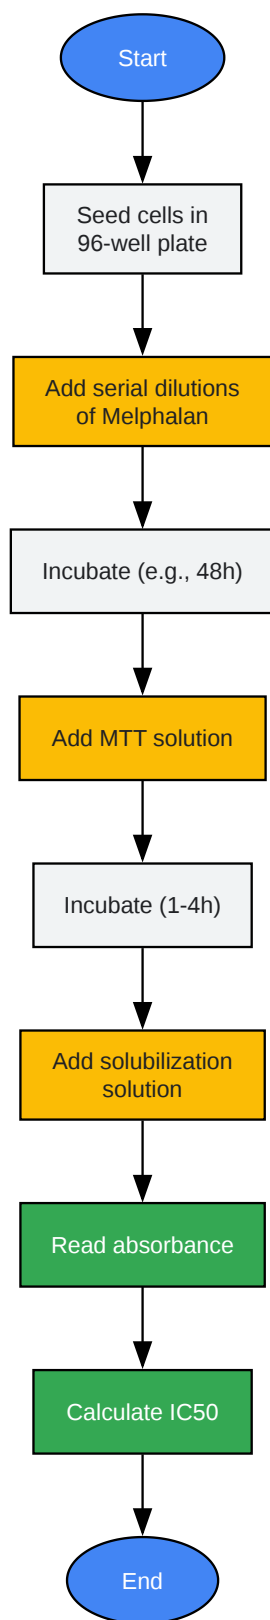 Start
Seed cells in
96-well plate
Add serial dilutions
of Melphalan
Incubate (e.g., 48h)
Add MTT solution
Incubate (1-4h)
Add solubilization
solution
Read absorbance
Calculate IC50
End